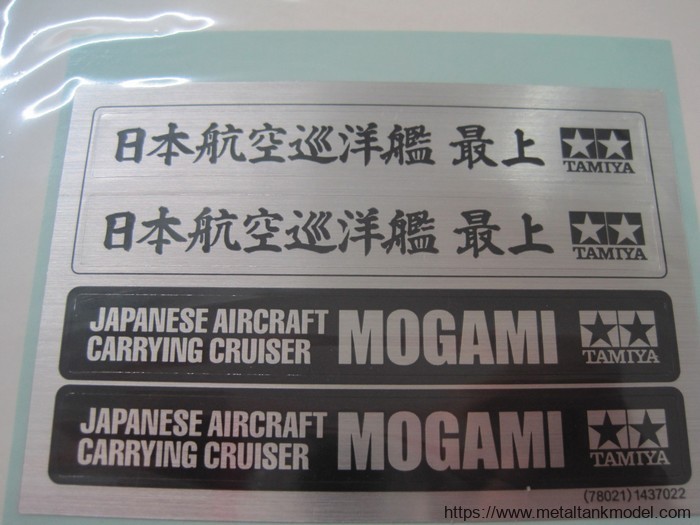 日本航空巡洋艦 最上 TAMIYA
日本航空巡洋艦 最上 TAMIYA
JAPANESE AIRCRAFT
CARRYING CRUISER
MOGAMI
TAMIYA
JAPANESE AIRCRAFT
CARRYING CRUISER
MOGAMI
TAMIYA
(78021) 1437022
https://www.metaltankmodel.com